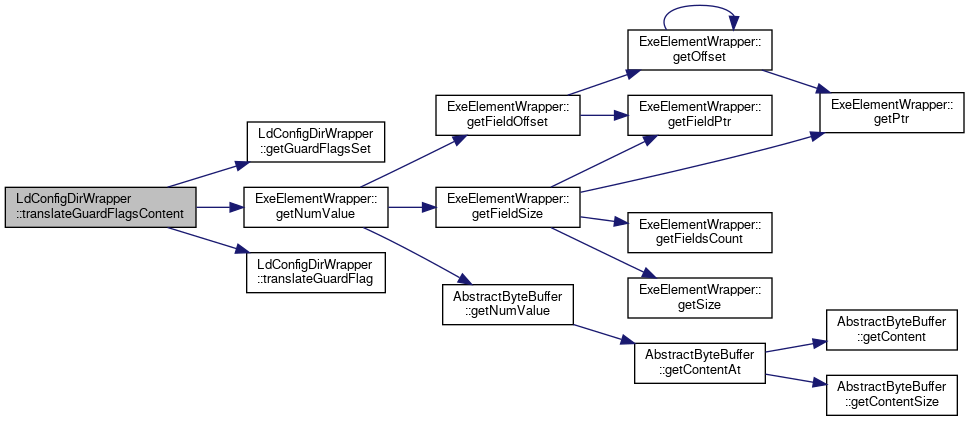 LdConfigDirWrapper
::translateGuardFlagsContent
LdConfigDirWrapper
::getGuardFlagsSet
ExeElementWrapper::
getNumValue
LdConfigDirWrapper
::translateGuardFlag
ExeElementWrapper::
getFieldOffset
ExeElementWrapper::
getFieldSize
AbstractByteBuffer
::getNumValue
ExeElementWrapper::
getOffset
ExeElementWrapper::
getFieldPtr
ExeElementWrapper::
getFieldsCount
ExeElementWrapper::
getSize
AbstractByteBuffer
::getContentAt
ExeElementWrapper::
getPtr
AbstractByteBuffer
::getContent
AbstractByteBuffer
::getContentSize